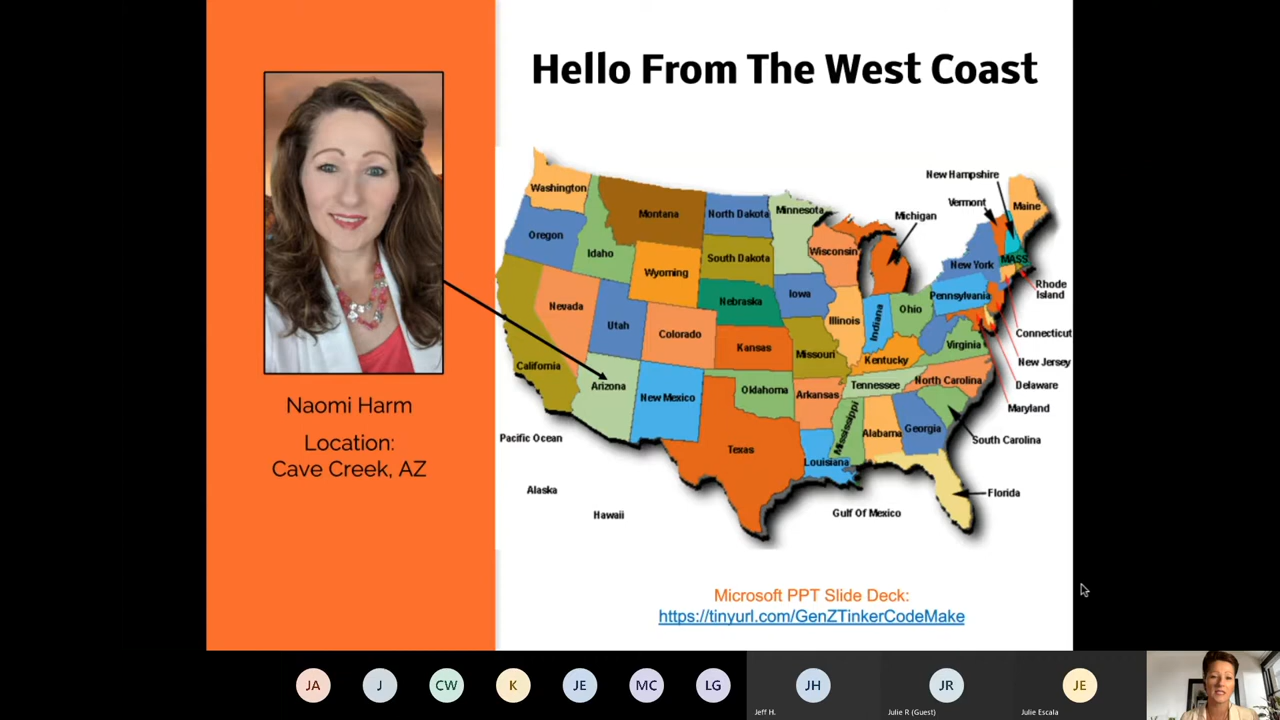 Hello From The West Coast
Naomi Harm
Location:
Cave Creek, AZ
Washington
Oregon
California
Nevada
Idaho
Montana
Wyoming
Utah
Arizona
Colorado
New Mexico
North Dakota
South Dakota
Nebraska
Kansas
Oklahoma
Texas
Minnesota
Iowa
Missouri
Arkansas
Louisiana
Wisconsin
Illinois
Michigan
Indiana
Ohio
Kentucky
Tennessee
Mississippi
Alabama
Georgia
Florida
South Carolina
North Carolina
Virginia
Pennsylvania
New York
Vermont
New Hampshire
Maine
MASS
Rhode
Island
Connecticut
New Jersey
Delaware
Maryland
Pacific Ocean
Alaska
Hawaii
Gulf Of Mexico
Microsoft PPT Slide Deck:
https://tinyurl.com/GenZTinkerCodeMake
JA
J
CW
K
JE
MC
LG
JH
Jeff H.
JR
Julie R (Guest)
JE
Julie Escala